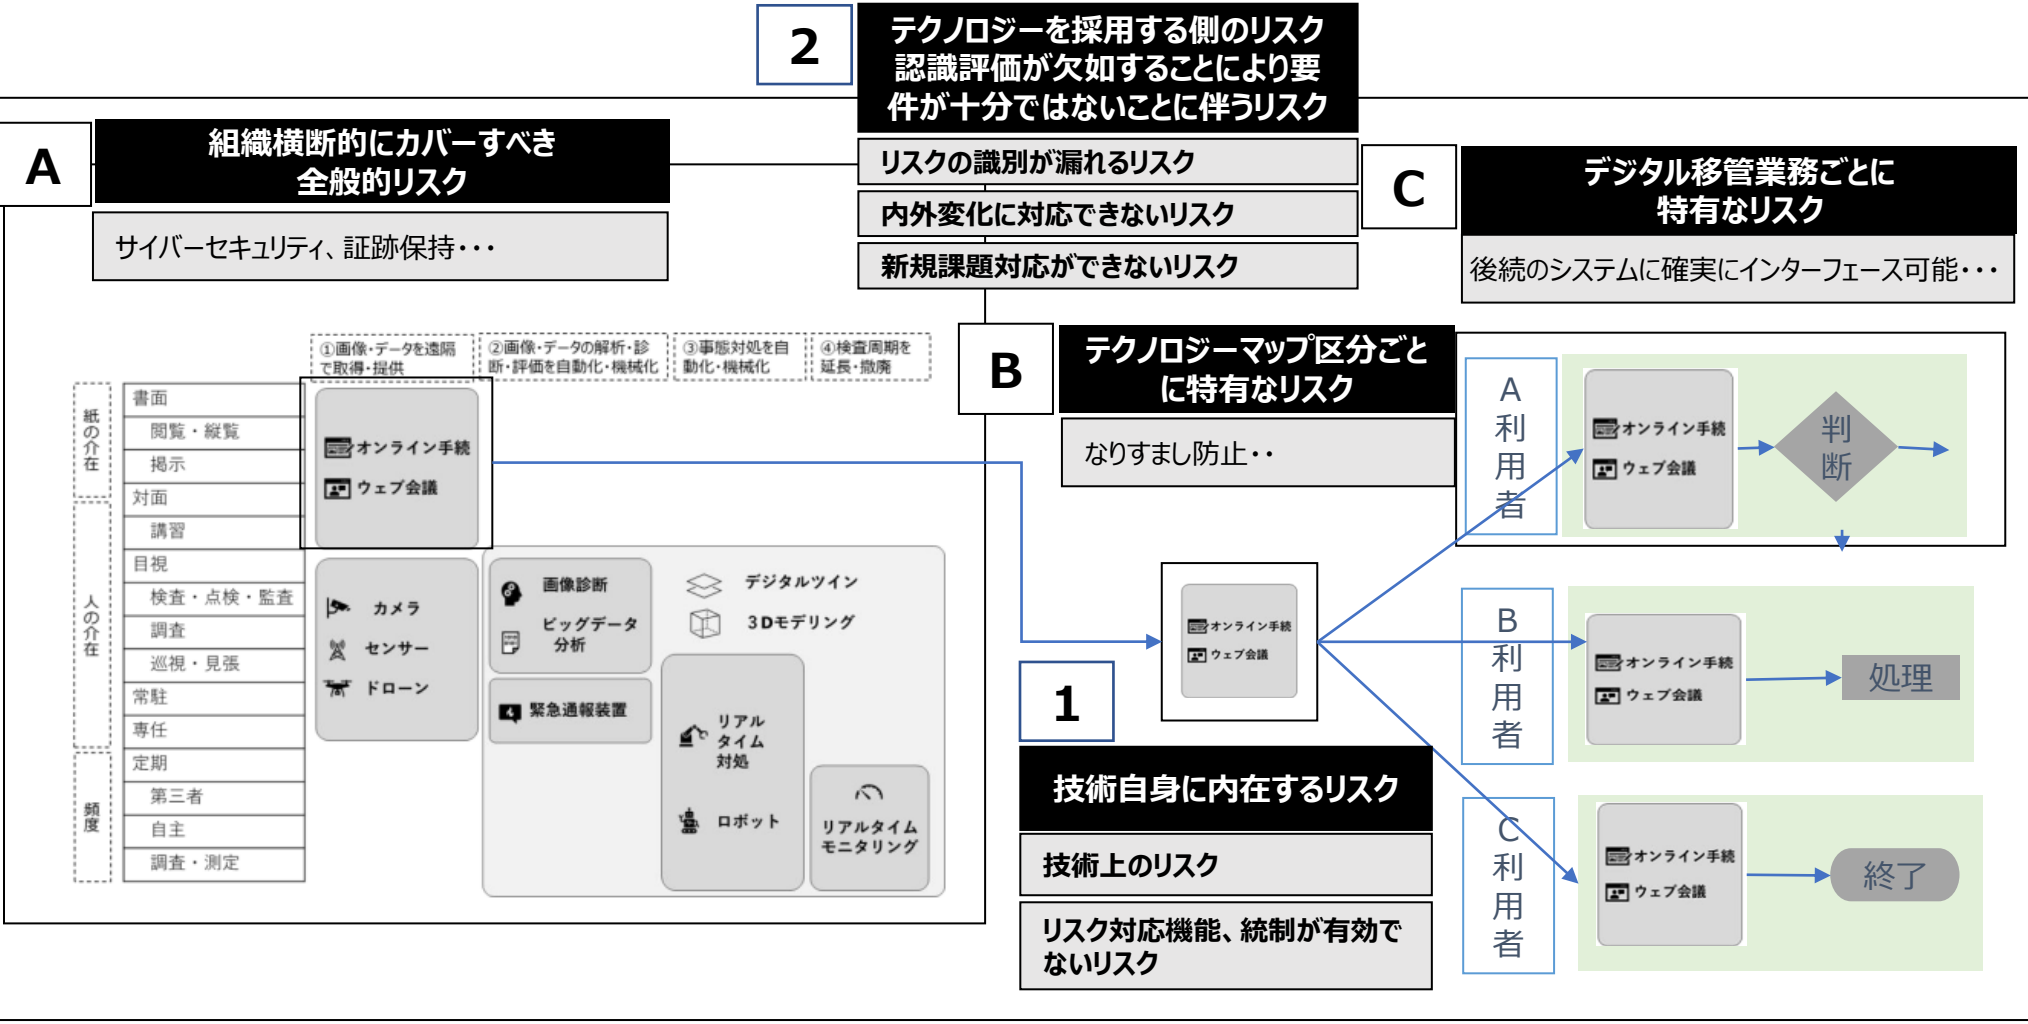 2
テクノロジーを採用する側のリスク
認識評価が欠如することにより要
件が十分ではないことに伴うリスク
リスクの識別が漏れるリスク
内外変化に対応できないリスク
新規課題対応ができないリスク
A
組織横断的にカバーすべき
全般的リスク
サイバーセキュリティ、証跡保持・・・
C
デジタル移管業務ごとに
特有なリスク
後続のシステムに確実にインターフェース可能・・・
①画像・データを遠隔
で取得・提供
②画像・データの解析・診
断・評価を自動化・機械化
③事態対処を自
動化・機械化
④検査周期を
延長・撤廃
紙の介在
人の介在
頻度
書面
閲覧・縦覧
掲示
対面
講習
目視
検査・点検・監査
調査
巡視・見張
常駐
専任
定期
第三者
自主
調査・測定
オンライン手続
ウェブ会議
カメラ
センサー
ドローン
画像診断
ビッグデータ
分析
緊急通報装置
デジタルツイン
3Dモデリング
リアル
タイム
対処
ロボット
リアルタイム
モニタリング
B
テクノロジーマップ区分ごと
に特有なリスク
なりすまし防止・・
オンライン手続
ウェブ会議
1
技術自身に内在するリスク
技術上のリスク
リスク対応機能、統制が有効で
ないリスク
A利用者
オンライン手続
ウェブ会議
判断
B利用者
オンライン手続
ウェブ会議
処理
C利用者
オンライン手続
ウェブ会議
終了